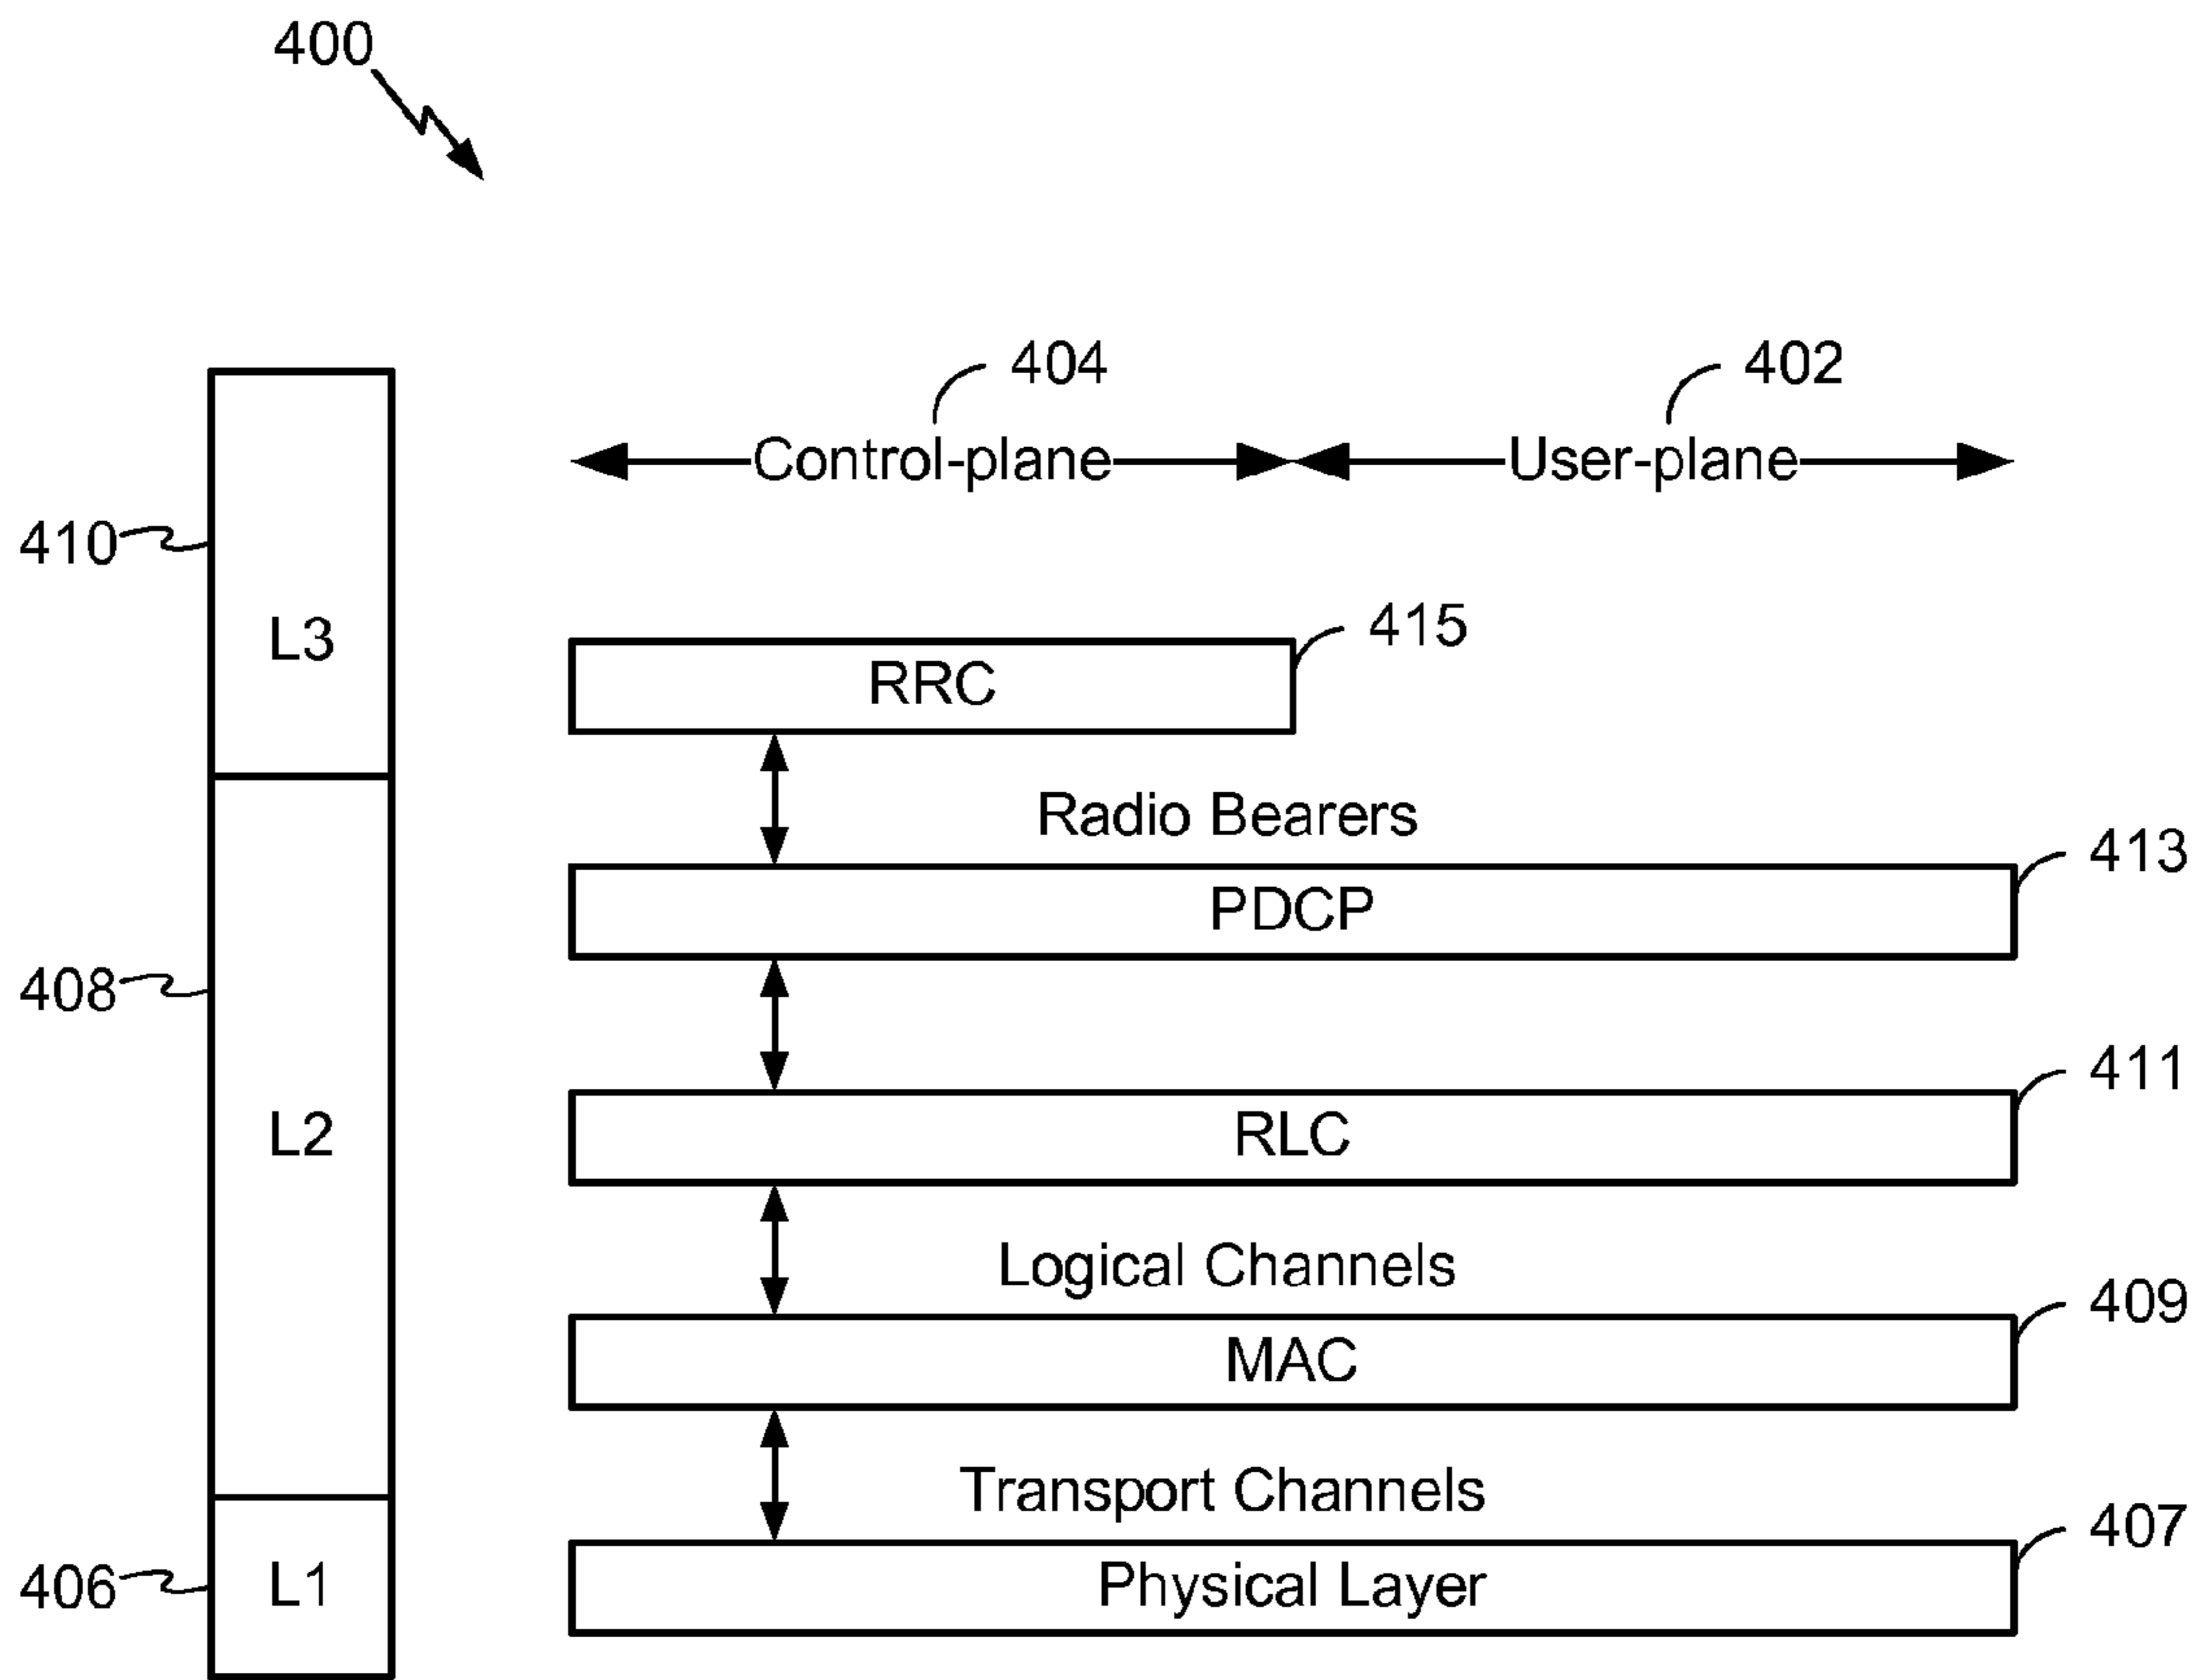 400
404
402
Control-plane
User-plane
410
L3
415
RRC
Radio Bearers
413
PDCP
408
411
L2
RLC
Logical Channels
409
MAC
Transport Channels
407
406
L1
Physical Layer